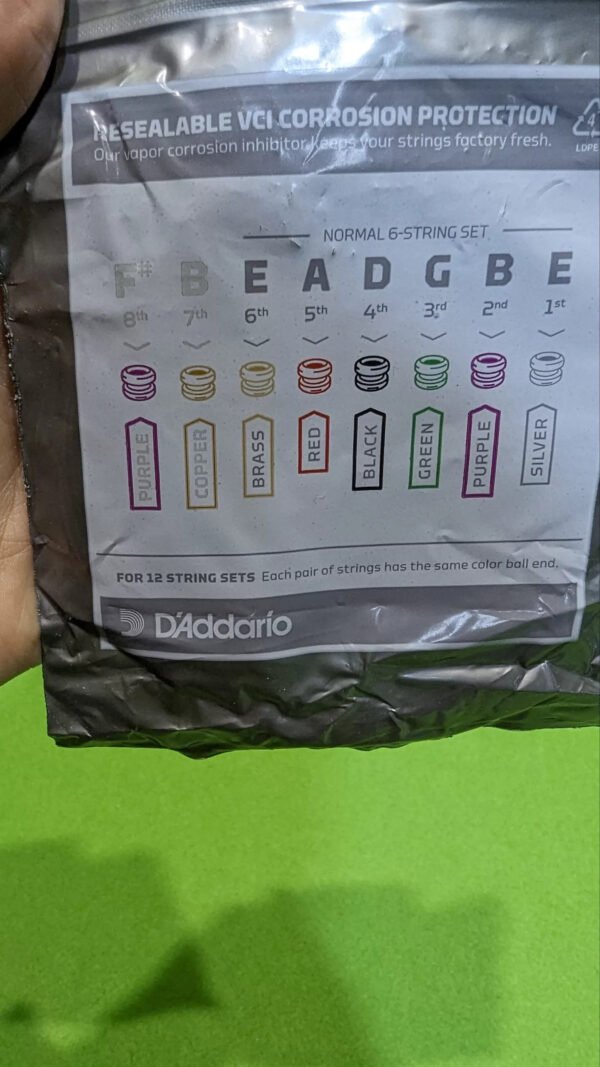 RESEALABLE VCI CORROSION PROTECTION
Our vapor corrosion inhibitor keeps your strings factory fresh.
4
LDPE
NORMAL 6-STRING SET
F# B E A D G B E
8th 7th 6th 5th 4th 3rd 2nd 1st
PURPLE COPPER BRASS RED BLACK GREEN PURPLE SILVER
FOR 12 STRING SETS Each pair of strings has the same color ball end.
D'Addario